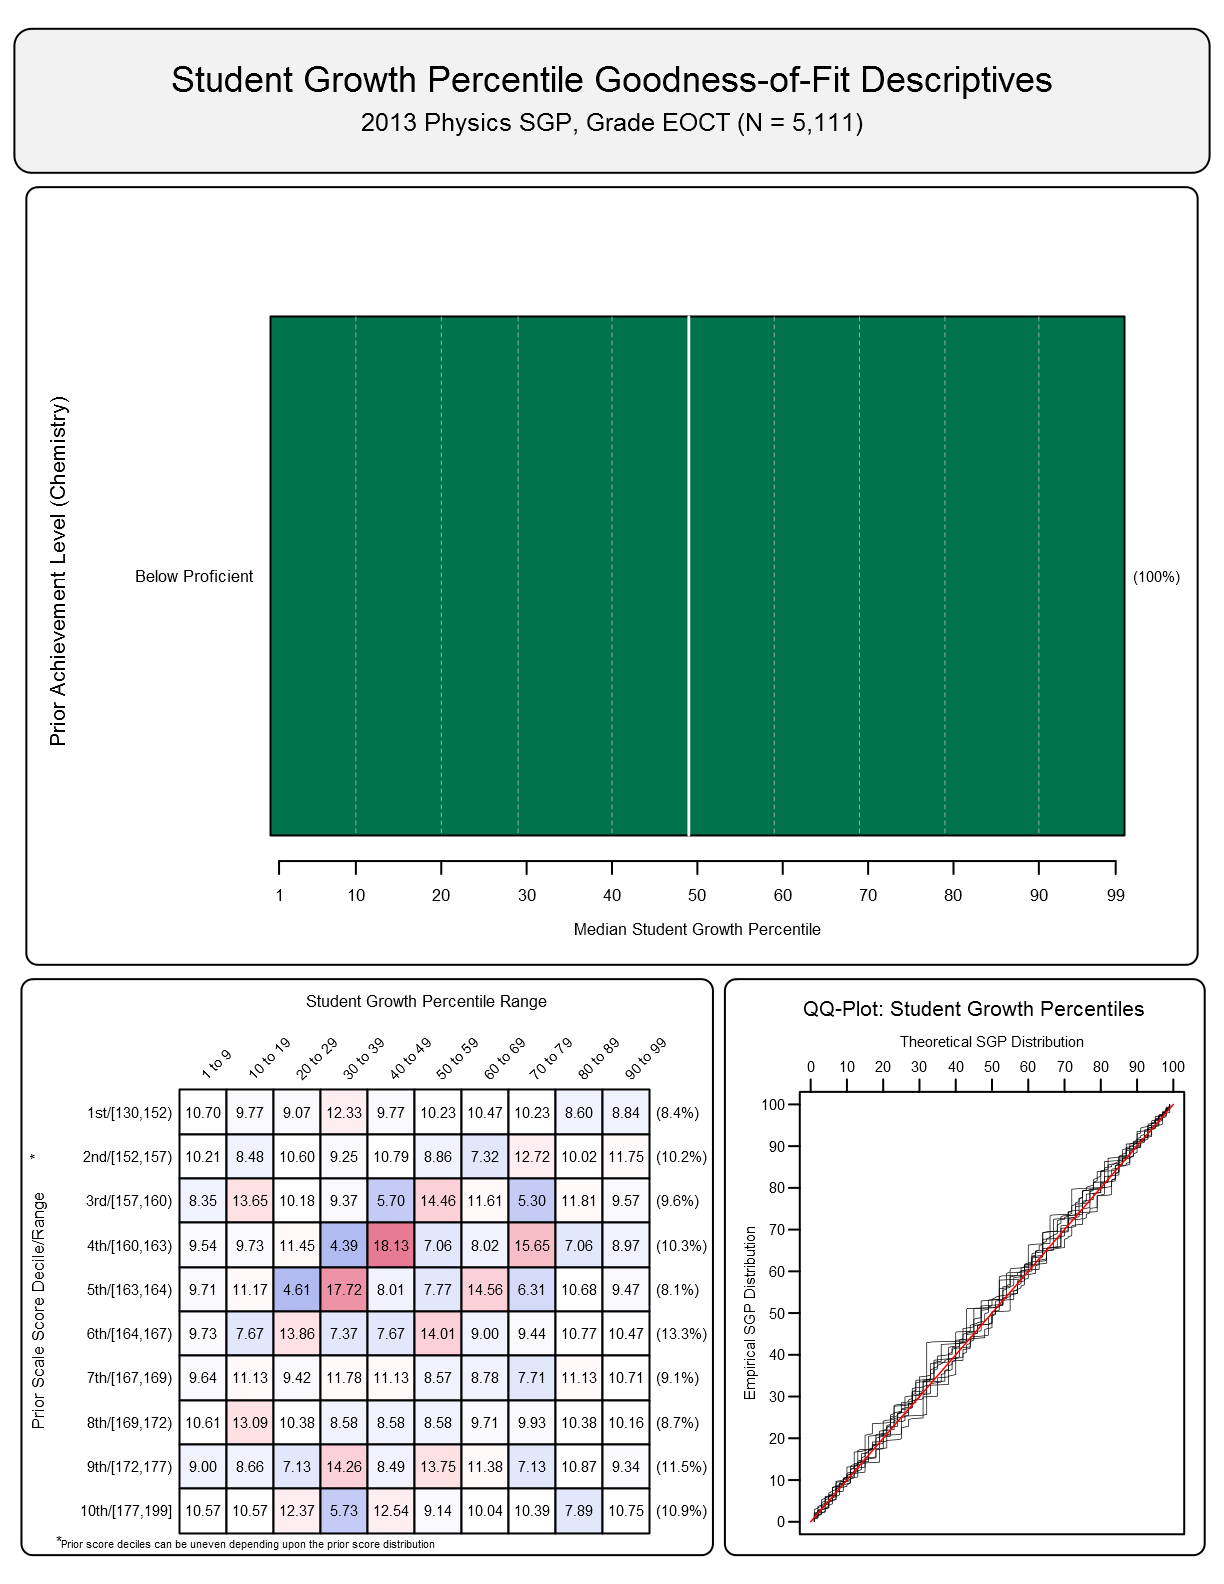 Student Growth Percentile Goodness-of-Fit Descriptives
2013 Physics SGP, Grade EOCT (N = 5,111)
Prior Achievement Level (Chemistry)
Below Proficient
(100%)
1 10 20 30 40 50 60 70 80 90 99
Median Student Growth Percentile
Student Growth Percentile Range
1 to 9 10 to 19 20 to 29 30 to 39 40 to 49 50 to 59 60 to 69 70 to 79 80 to 89 90 to 99
* Prior Scale Score Decile/Range
1st/[130,152) 10.70 9.77 9.07 12.33 9.77 10.23 10.47 10.23 8.60 8.84 (8.4%)
2nd/[152,157) 10.21 8.48 10.60 9.25 10.79 8.86 7.32 12.72 10.02 11.75 (10.2%)
3rd/[157,160) 8.35 13.65 10.18 9.37 5.70 14.46 11.61 5.30 11.81 9.57 (9.6%)
4th/[160,163) 9.54 9.73 11.45 4.39 18.13 7.06 8.02 15.65 7.06 8.97 (10.3%)
5th/[163,164) 9.71 11.17 4.61 17.72 8.01 7.77 14.56 6.31 10.68 9.47 (8.1%)
6th/[164,167) 9.73 7.67 13.86 7.37 7.67 14.01 9.00 9.44 10.77 10.47 (13.3%)
7th/[167,169) 9.64 11.13 9.42 11.78 11.13 8.57 8.78 7.71 11.13 10.71 (9.1%)
8th/[169,172) 10.61 13.09 10.38 8.58 8.58 8.58 9.71 9.93 10.38 10.16 (8.7%)
9th/[172,177) 9.00 8.66 7.13 14.26 8.49 13.75 11.38 7.13 10.87 9.34 (11.5%)
10th/[177,199] 10.57 10.57 12.37 5.73 12.54 9.14 10.04 10.39 7.89 10.75 (10.9%)
*Prior score deciles can be uneven depending upon the prior score distribution
QQ-Plot: Student Growth Percentiles
Theoretical SGP Distribution
0 10 20 30 40 50 60 70 80 90 100
Empirical SGP Distribution
100
90
80
70
60
50
40
30
20
10
0